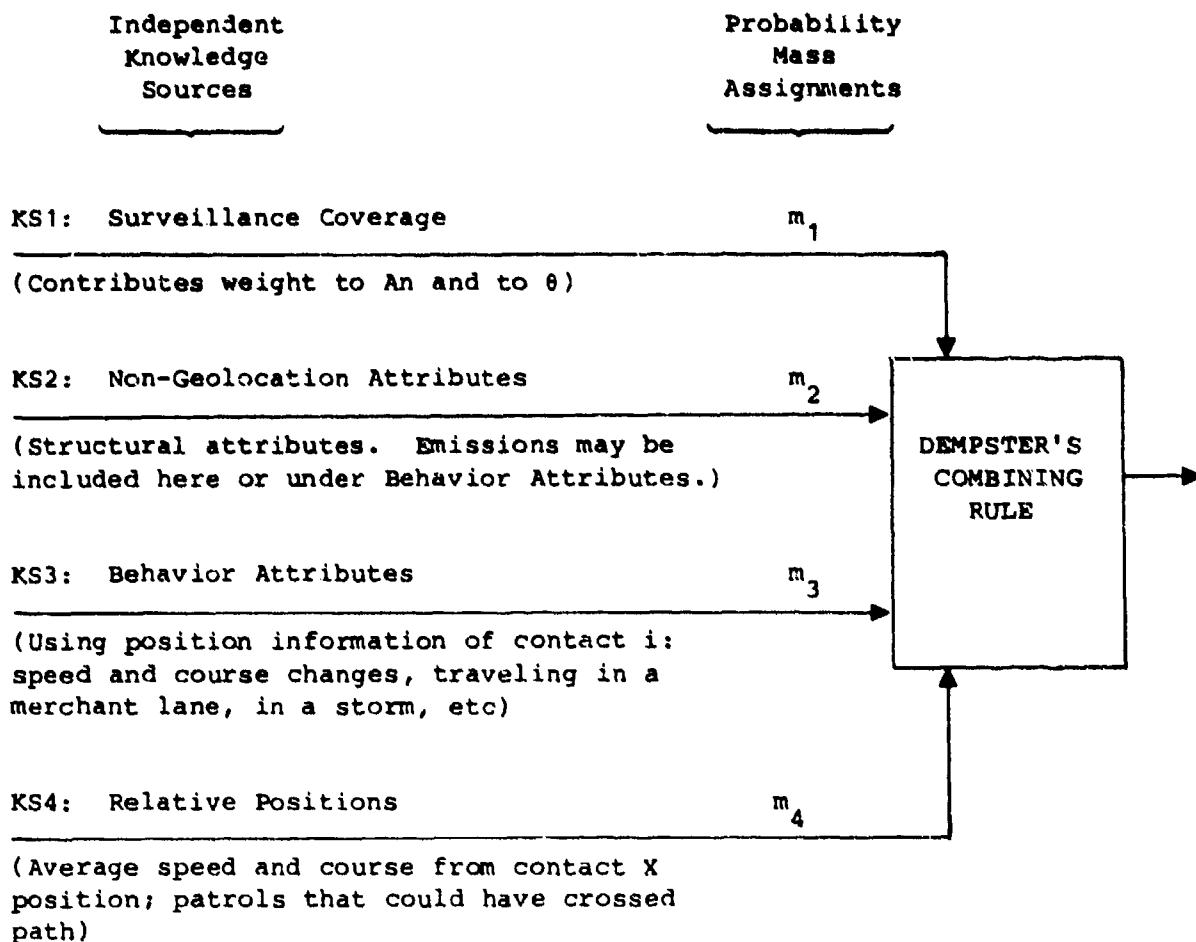 Independent Probability
Knowledge Mass
Sources Assignments
KS1: Surveillance Coverage m1
(Contributes weight to An and to θ)
KS2: Non-Geolocation Attributes m2
(Structural attributes. Emissions may be
included here or under Behavior Attributes.)
DEMPSTER'S
COMBINING
RULE
KS3: Behavior Attributes m3
(Using position information of contact i:
speed and course changes, traveling in a
merchant lane, in a storm, etc)
KS4: Relative Positions m4
(Average speed and course from contact X
position; patrols that could have crossed
path)